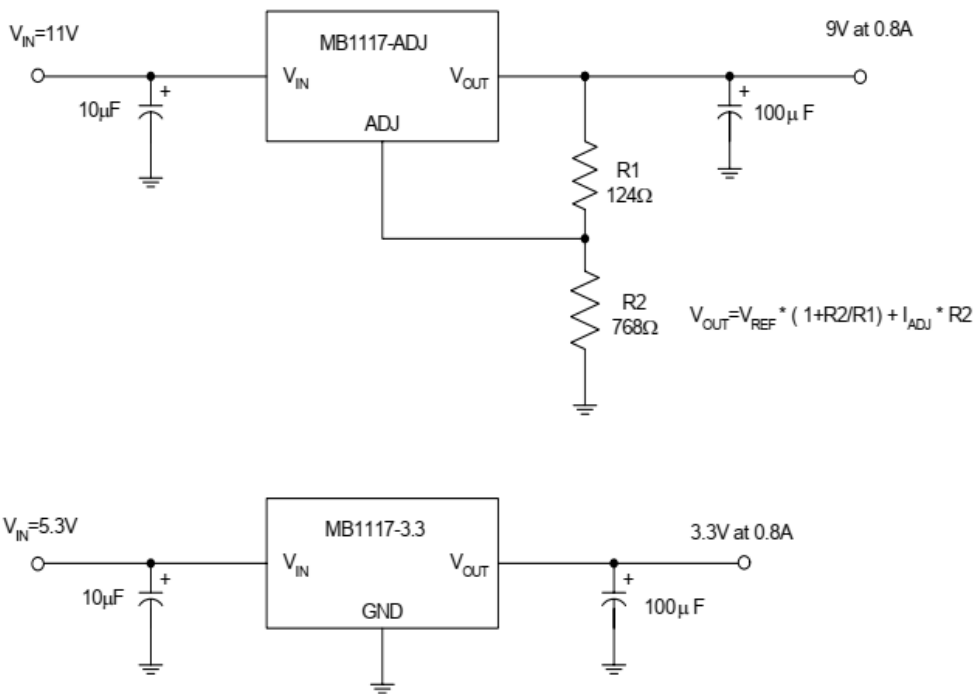 V_IN=11V
MB1117-ADJ
9V at 0.8A
V_IN
V_OUT
10µF
+
ADJ
+
100µ F
R1
124Ω
R2
768Ω
V_OUT=V_REF * ( 1+R2/R1) + I_ADJ * R2
V_IN=5.3V
MB1117-3.3
3.3V at 0.8A
V_IN
V_OUT
10µF
+
GND
+
100µ F